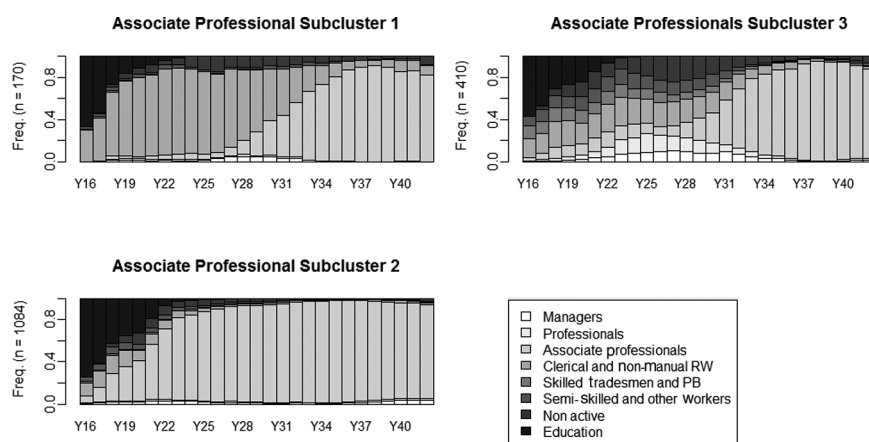 Associate Professional Subcluster 1
Freq. (n = 170)
0.8
0.4
0.0
Y16 Y19 Y22 Y25 Y28 Y31 Y34 Y37 Y40
Associate Professionals Subcluster 3
Freq. (n = 410)
0.8
0.4
0.0
Y16 Y19 Y22 Y25 Y28 Y31 Y34 Y37 Y40
Associate Professional Subcluster 2
Freq. (n = 1084)
0.8
0.4
0.0
Y16 Y19 Y22 Y25 Y28 Y31 Y34 Y37 Y40
Managers
Professionals
Associate professionals
Clerical and non-manual RW
Skilled tradesmen and PB
Semi-skilled and other workers
Non active
Education